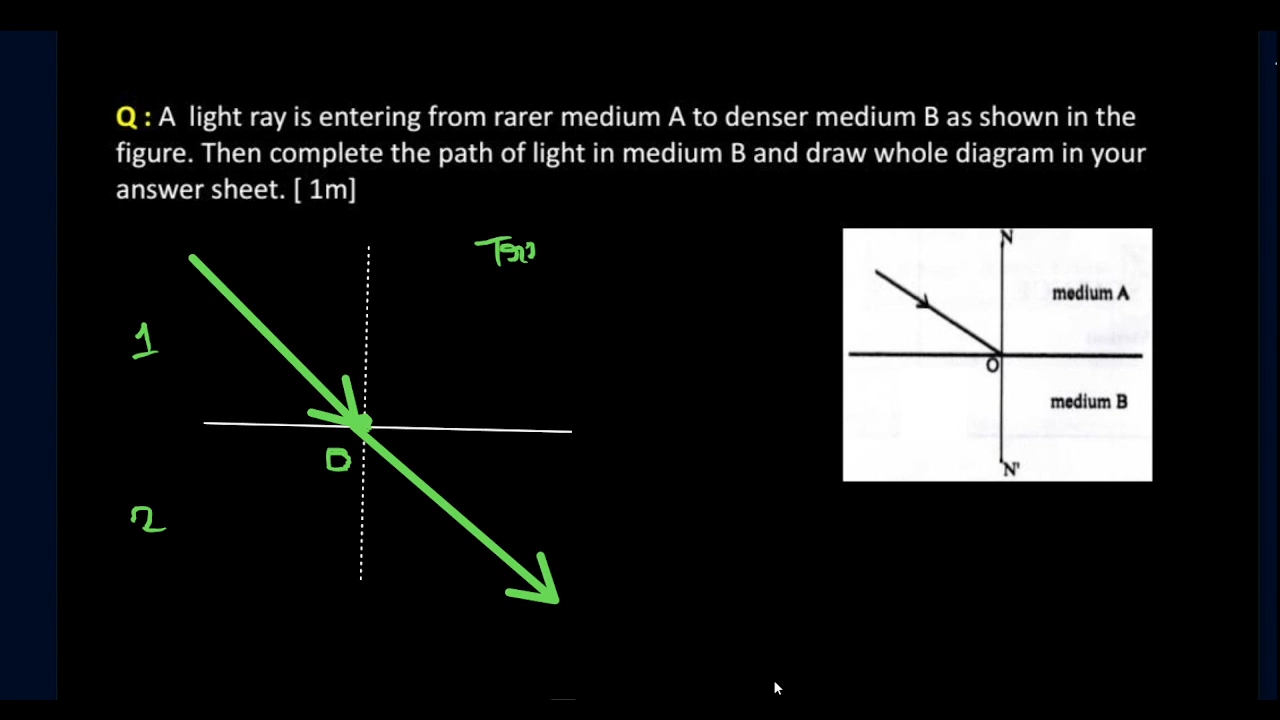 Q : A light ray is entering from rarer medium A to denser medium B as shown in the
figure. Then complete the path of light in medium B and draw whole diagram in your
answer sheet. [ 1m]
1
O
2
N
medium A
O
medium B
N'